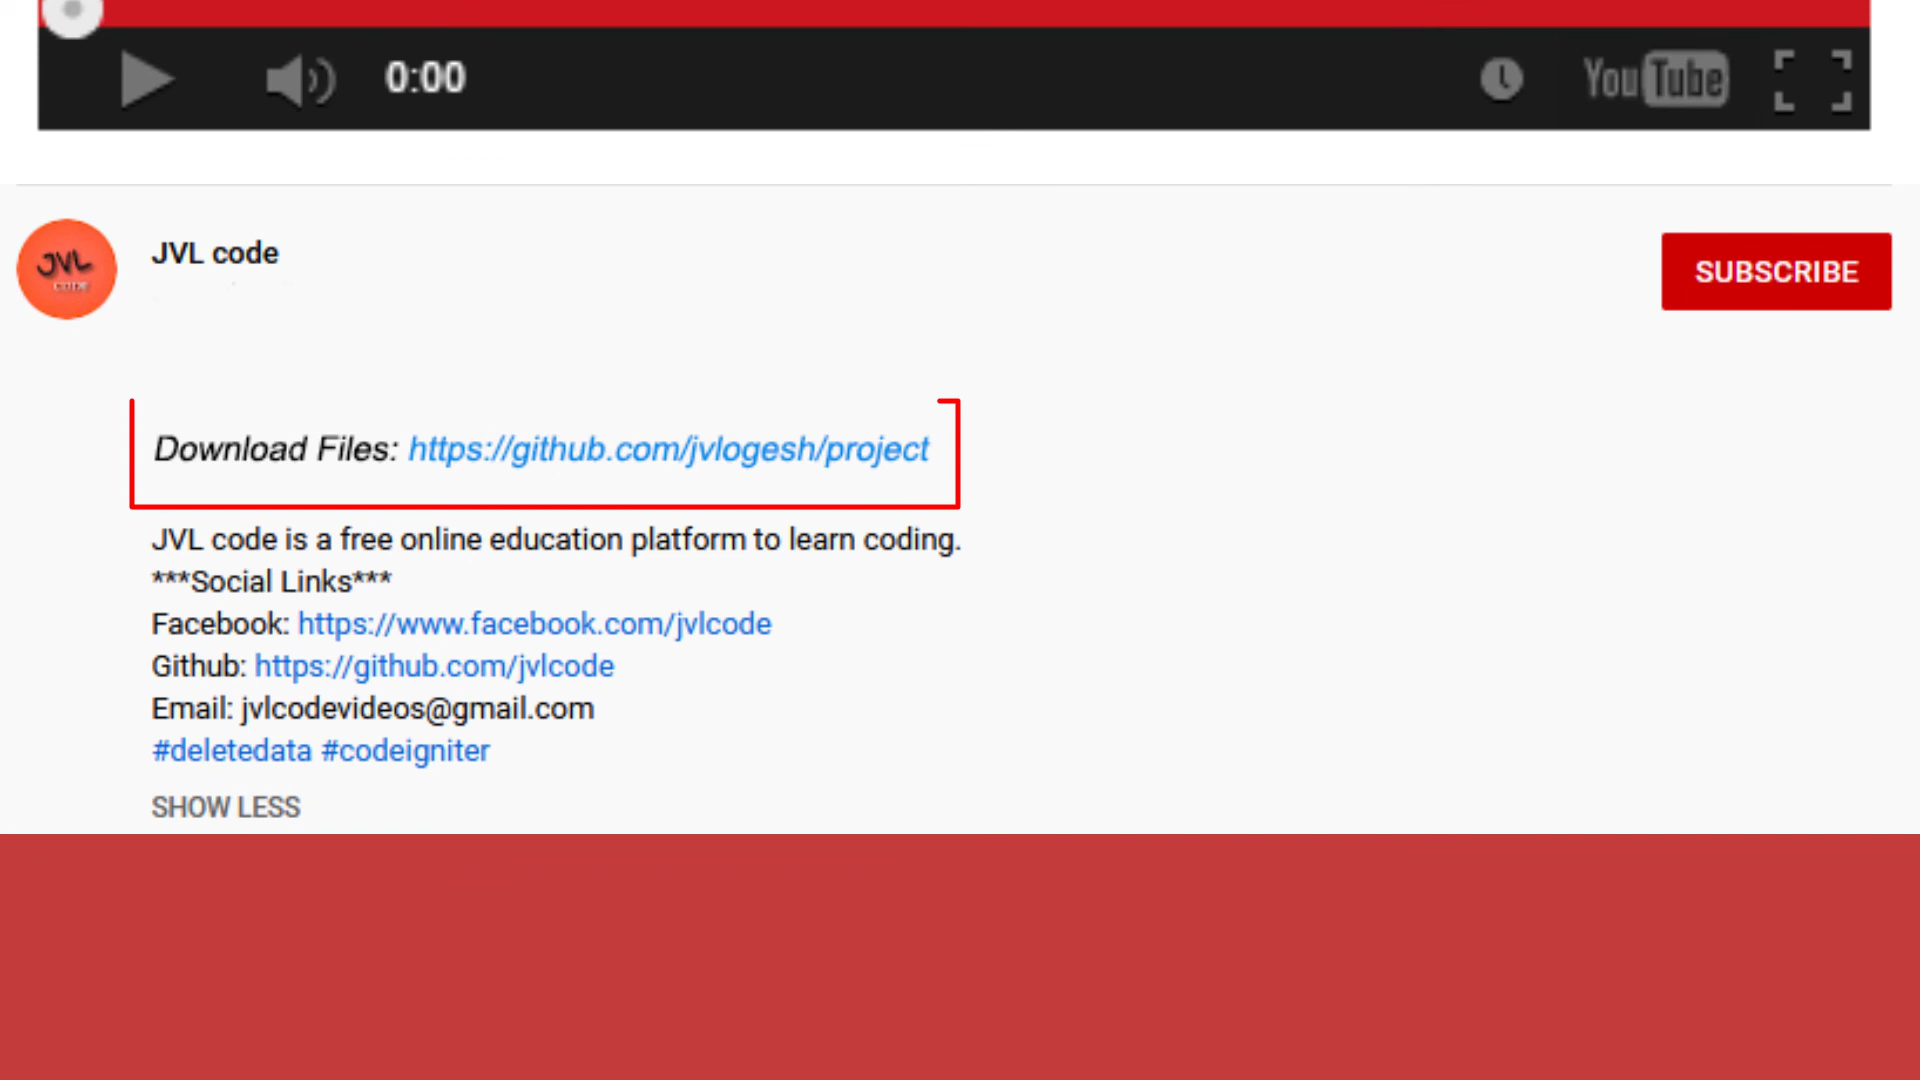 0:00
YouTube
JVL
code
JVL code
SUBSCRIBE
Download Files: https://github.com/jvlogesh/project
JVL code is a free online education platform to learn coding.
***Social Links***
Facebook: https://www.facebook.com/jvlcode
Github: https://github.com/jvlcode
Email: jvlcodevideos@gmail.com
#deletedata #codeigniter
SHOW LESS